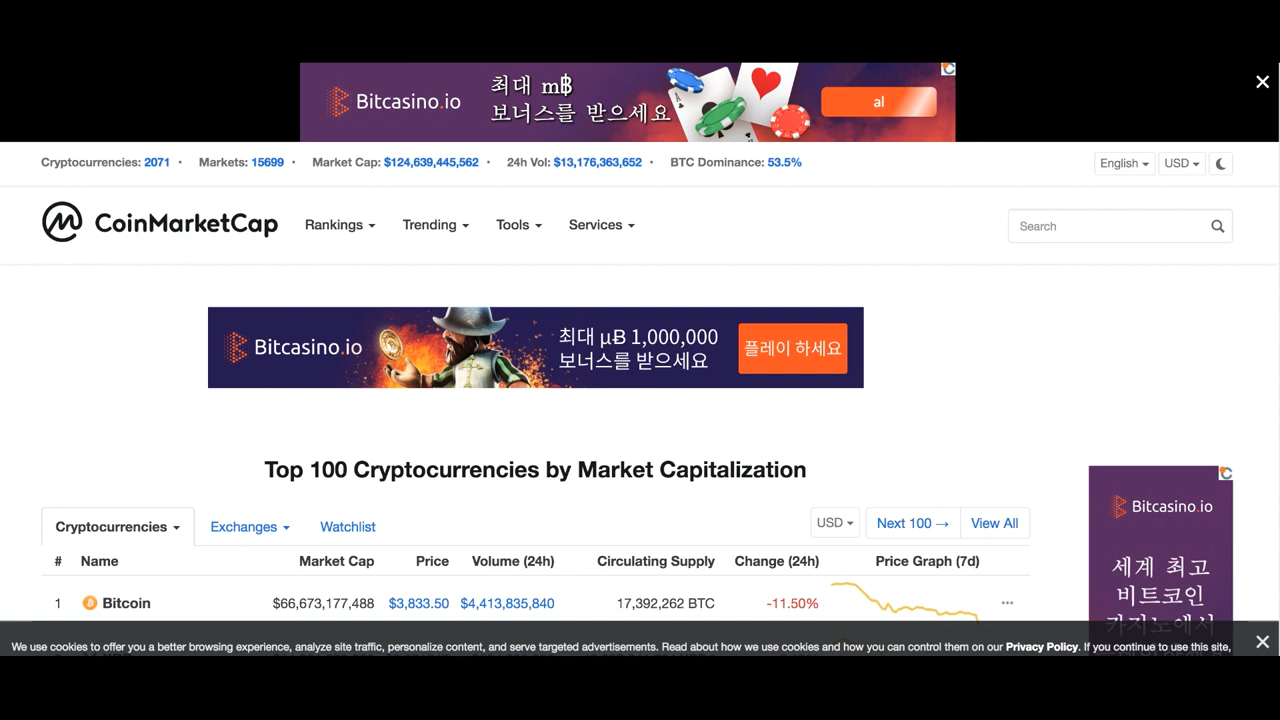 Bitcasino.io
최대 m₿
보너스를 받으세요
al
Cryptocurrencies: 2071 • Markets: 15699 • Market Cap: $124,639,445,562 • 24h Vol: $13,176,363,652 • BTC Dominance: 53.5%
English
USD
CoinMarketCap
Rankings
Trending
Tools
Services
Search
Bitcasino.io
최대 µɃ 1,000,000
보너스를 받으세요
플레이 하세요
Top 100 Cryptocurrencies by Market Capitalization
Cryptocurrencies
Exchanges
Watchlist
USD
Next 100 →
View All
# Name Market Cap Price Volume (24h) Circulating Supply Change (24h) Price Graph (7d)
1 Bitcoin $66,673,177,488 $3,833.50 $4,413,835,840 17,392,262 BTC -11.50%
Bitcasino.io
세계 최고
비트코인
카지노에서
We use cookies to offer you a better browsing experience, analyze site traffic, personalize content, and serve targeted advertisements. Read about how we use cookies and how you can control them on our Privacy Policy. If you continue to use this site,